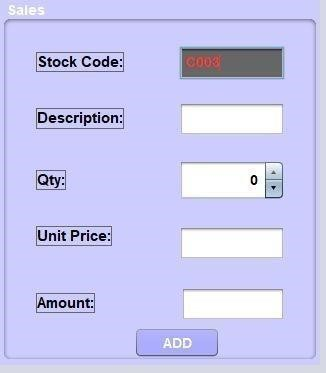 Sales
Stock Code: C003
Description:
Qty: 0
Unit Price:
Amount:
ADD